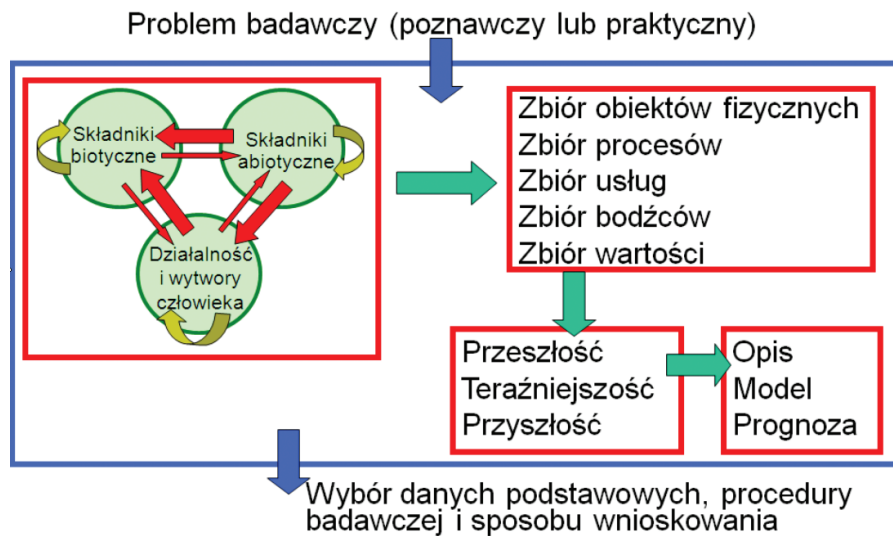 Problem badawczy (poznawczy lub praktyczny)
Składniki
biotyczne
Składniki
abiotyczne
Działalność
i wytwory
człowieka
Zbiór obiektów fizycznych
Zbiór procesów
Zbiór usług
Zbiór bodźców
Zbiór wartości
Przeszłość
Teraźniejszość
Przyszłość
Opis
Model
Prognoza
Wybór danych podstawowych, procedury
badawczej i sposobu wnioskowania